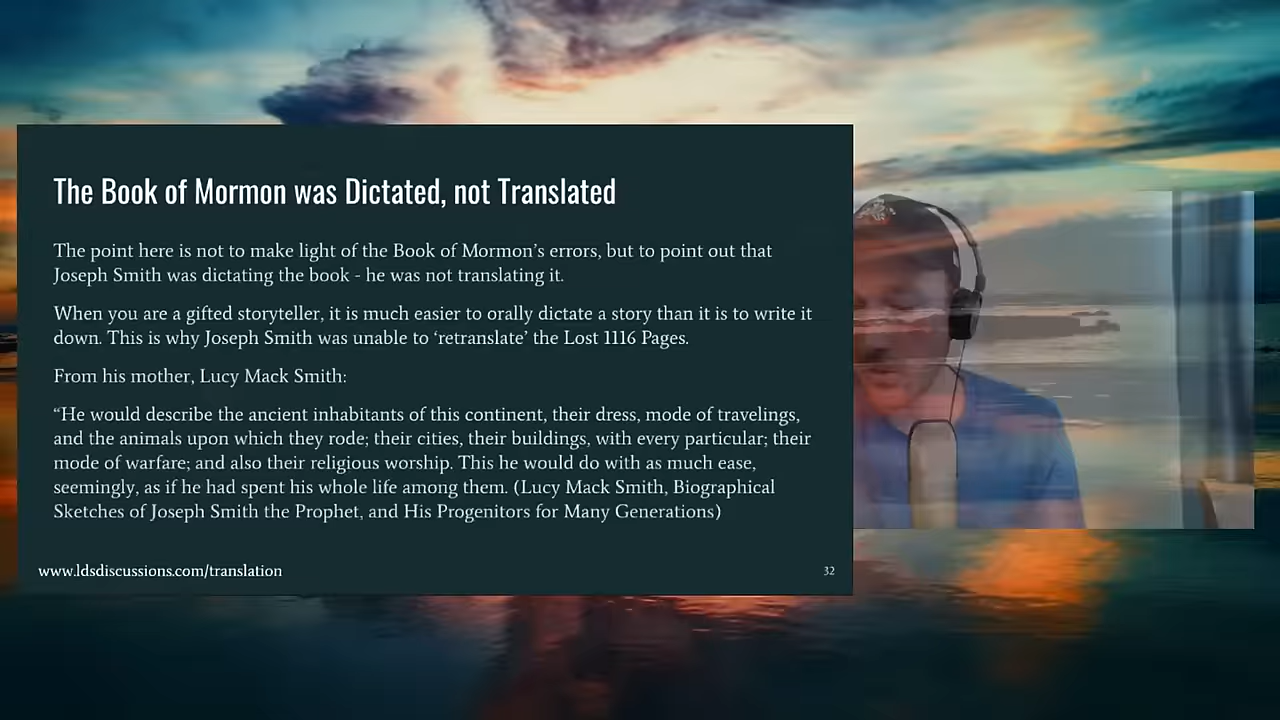 The Book of Mormon was Dictated, not Translated
The point here is not to make light of the Book of Mormon’s errors, but to point out that
Joseph Smith was dictating the book - he was not translating it.
When you are a gifted storyteller, it is much easier to orally dictate a story than it is to write it
down. This is why Joseph Smith was unable to ‘retranslate’ the Lost 1116 Pages.
From his mother, Lucy Mack Smith:
“He would describe the ancient inhabitants of this continent, their dress, mode of travelings,
and the animals upon which they rode; their cities, their buildings, with every particular; their
mode of warfare; and also their religious worship. This he would do with as much ease,
seemingly, as if he had spent his whole life among them. (Lucy Mack Smith, Biographical
Sketches of Joseph Smith the Prophet, and His Progenitors for Many Generations)
www.ldsdiscussions.com/translation
32